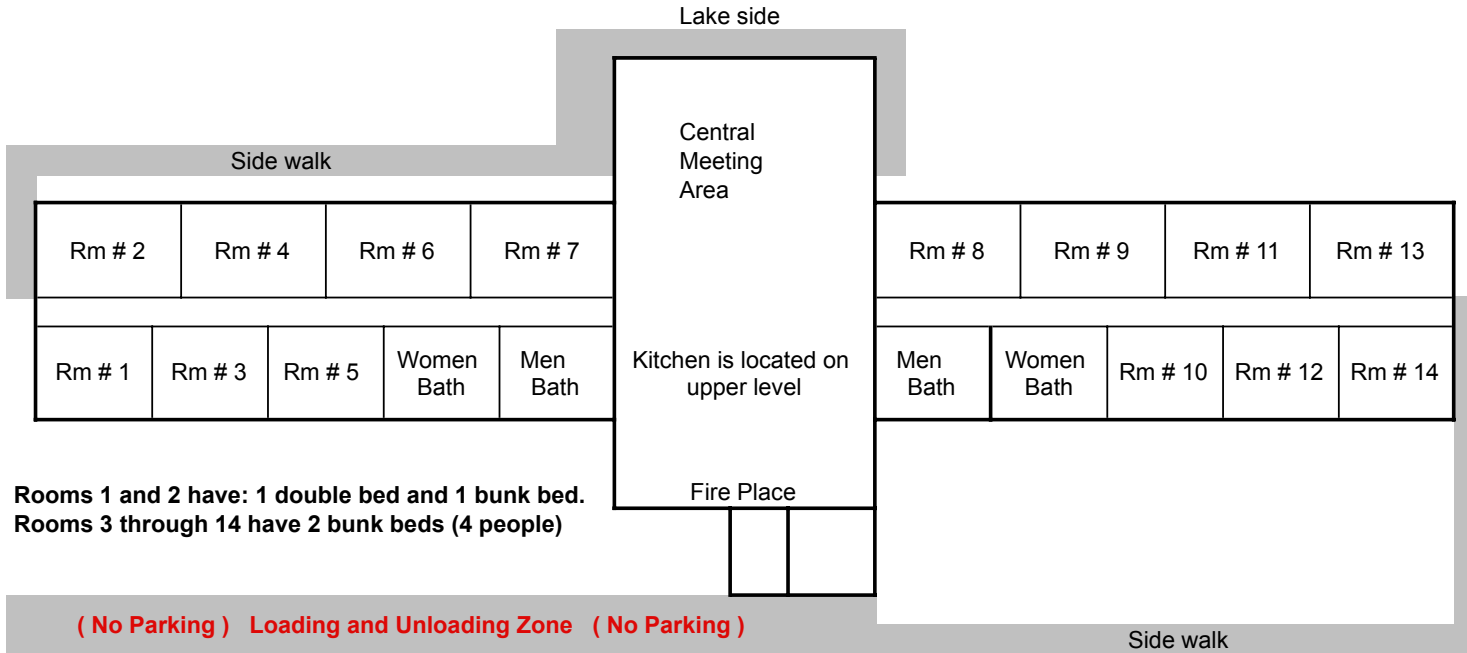 Lake side
Central
Meeting
Area
Side walk
Rm # 2
Rm # 4
Rm # 6
Rm # 7
Rm # 8
Rm # 9
Rm # 11
Rm # 13
Rm # 1
Rm # 3
Rm # 5
Women
Bath
Men
Bath
Kitchen is located on
upper level
Men
Bath
Women
Bath
Rm # 10
Rm # 12
Rm # 14
Rooms 1 and 2 have: 1 double bed and 1 bunk bed.
Rooms 3 through 14 have 2 bunk beds (4 people)
Fire Place
( No Parking ) Loading and Unloading Zone ( No Parking )
Side walk